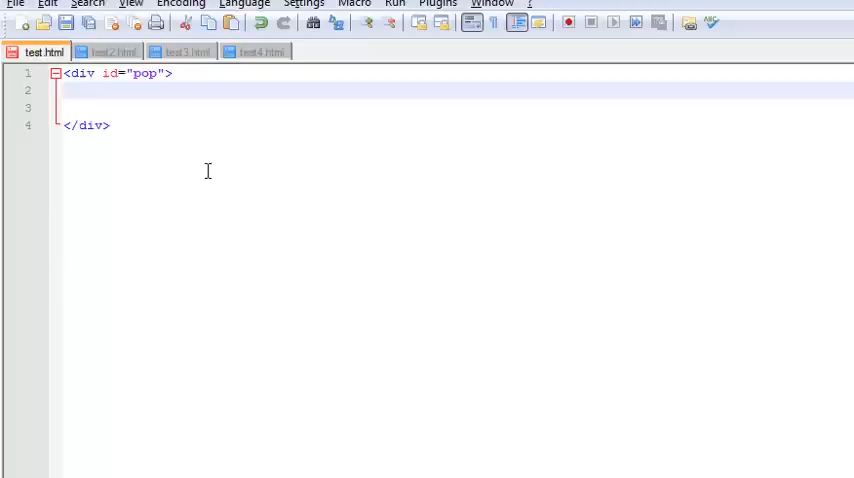 File Edit Search View Encoding Language Settings Macro Run Plugins Window ?
test.html test2.html test3.html test4.html
1 <div id="pop">
2
3
4 </div>